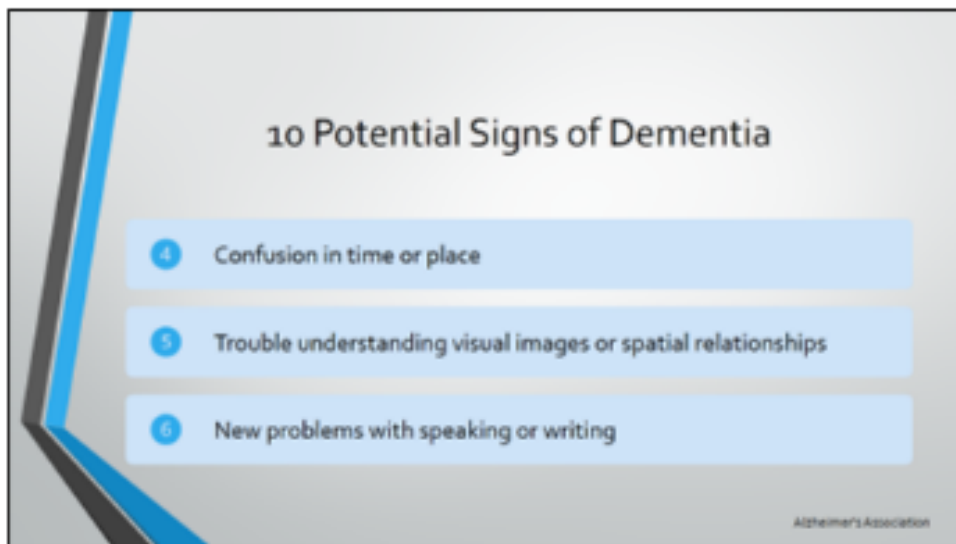 10 Potential Signs of Dementia
4 Confusion in time or place
5 Trouble understanding visual images or spatial relationships
6 New problems with speaking or writing
Alzheimer's Association